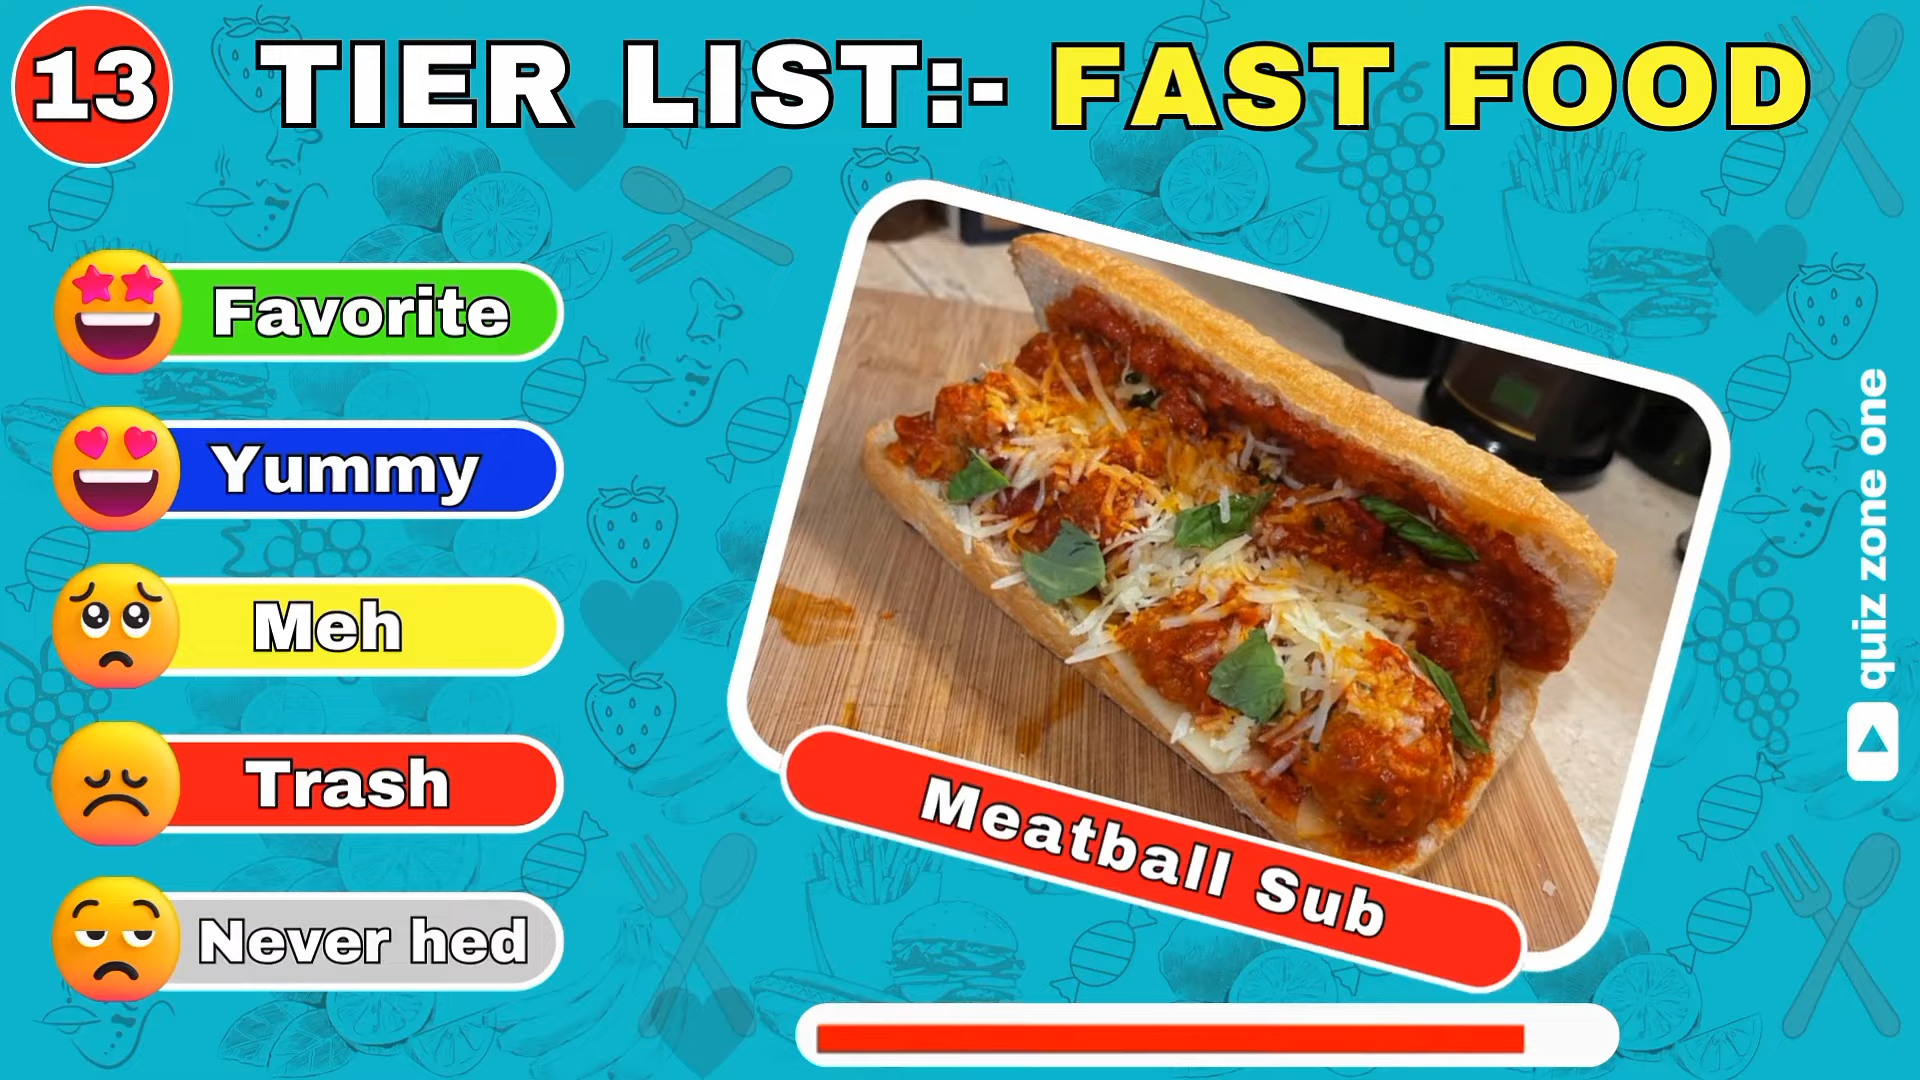 13
TIER LIST:- FAST FOOD
Favorite
Yummy
Meh
Trash
Never hed
Meatball Sub
quiz zone one